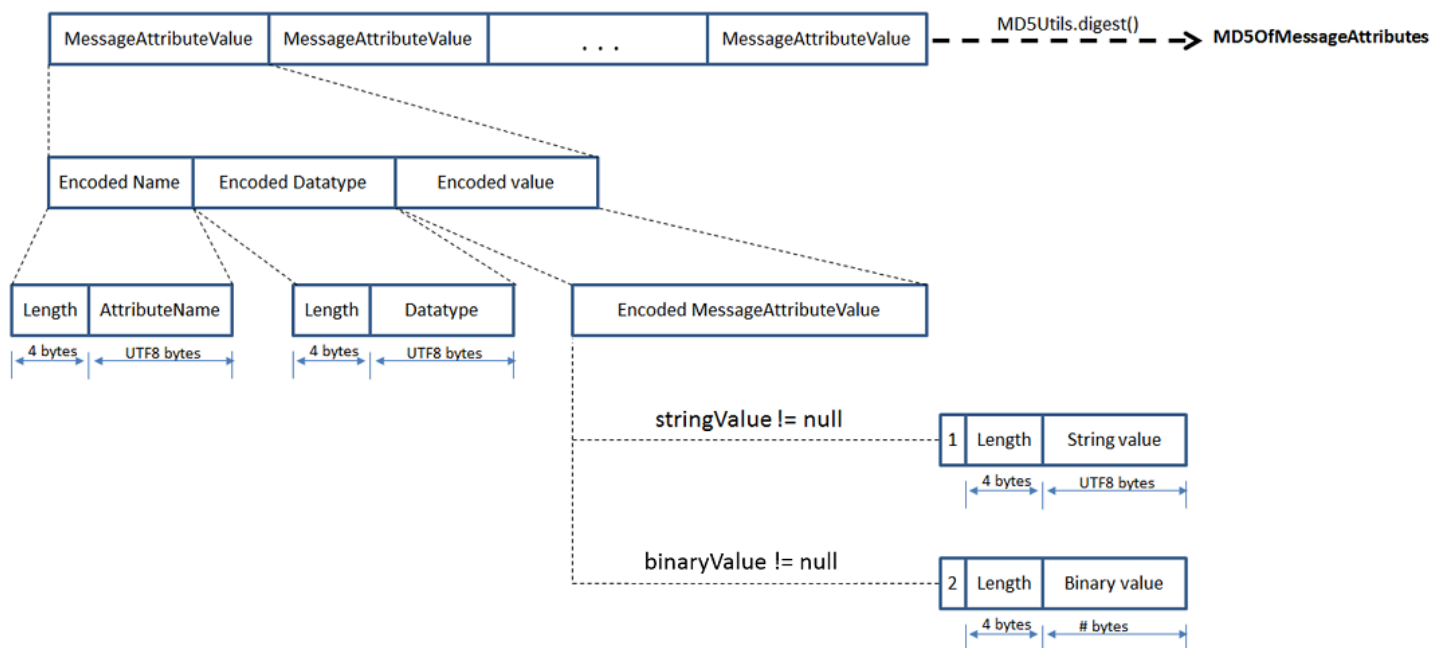 MessageAttributeValue MessageAttributeValue . . . MessageAttributeValue MD5Utils.digest() MD5OfMessageAttributes
Encoded Name Encoded Datatype Encoded value
Length AttributeName Length Datatype Encoded MessageAttributeValue
4 bytes UTF8 bytes 4 bytes UTF8 bytes
stringValue != null 1 Length String value
4 bytes UTF8 bytes
binaryValue != null 2 Length Binary value
4 bytes # bytes